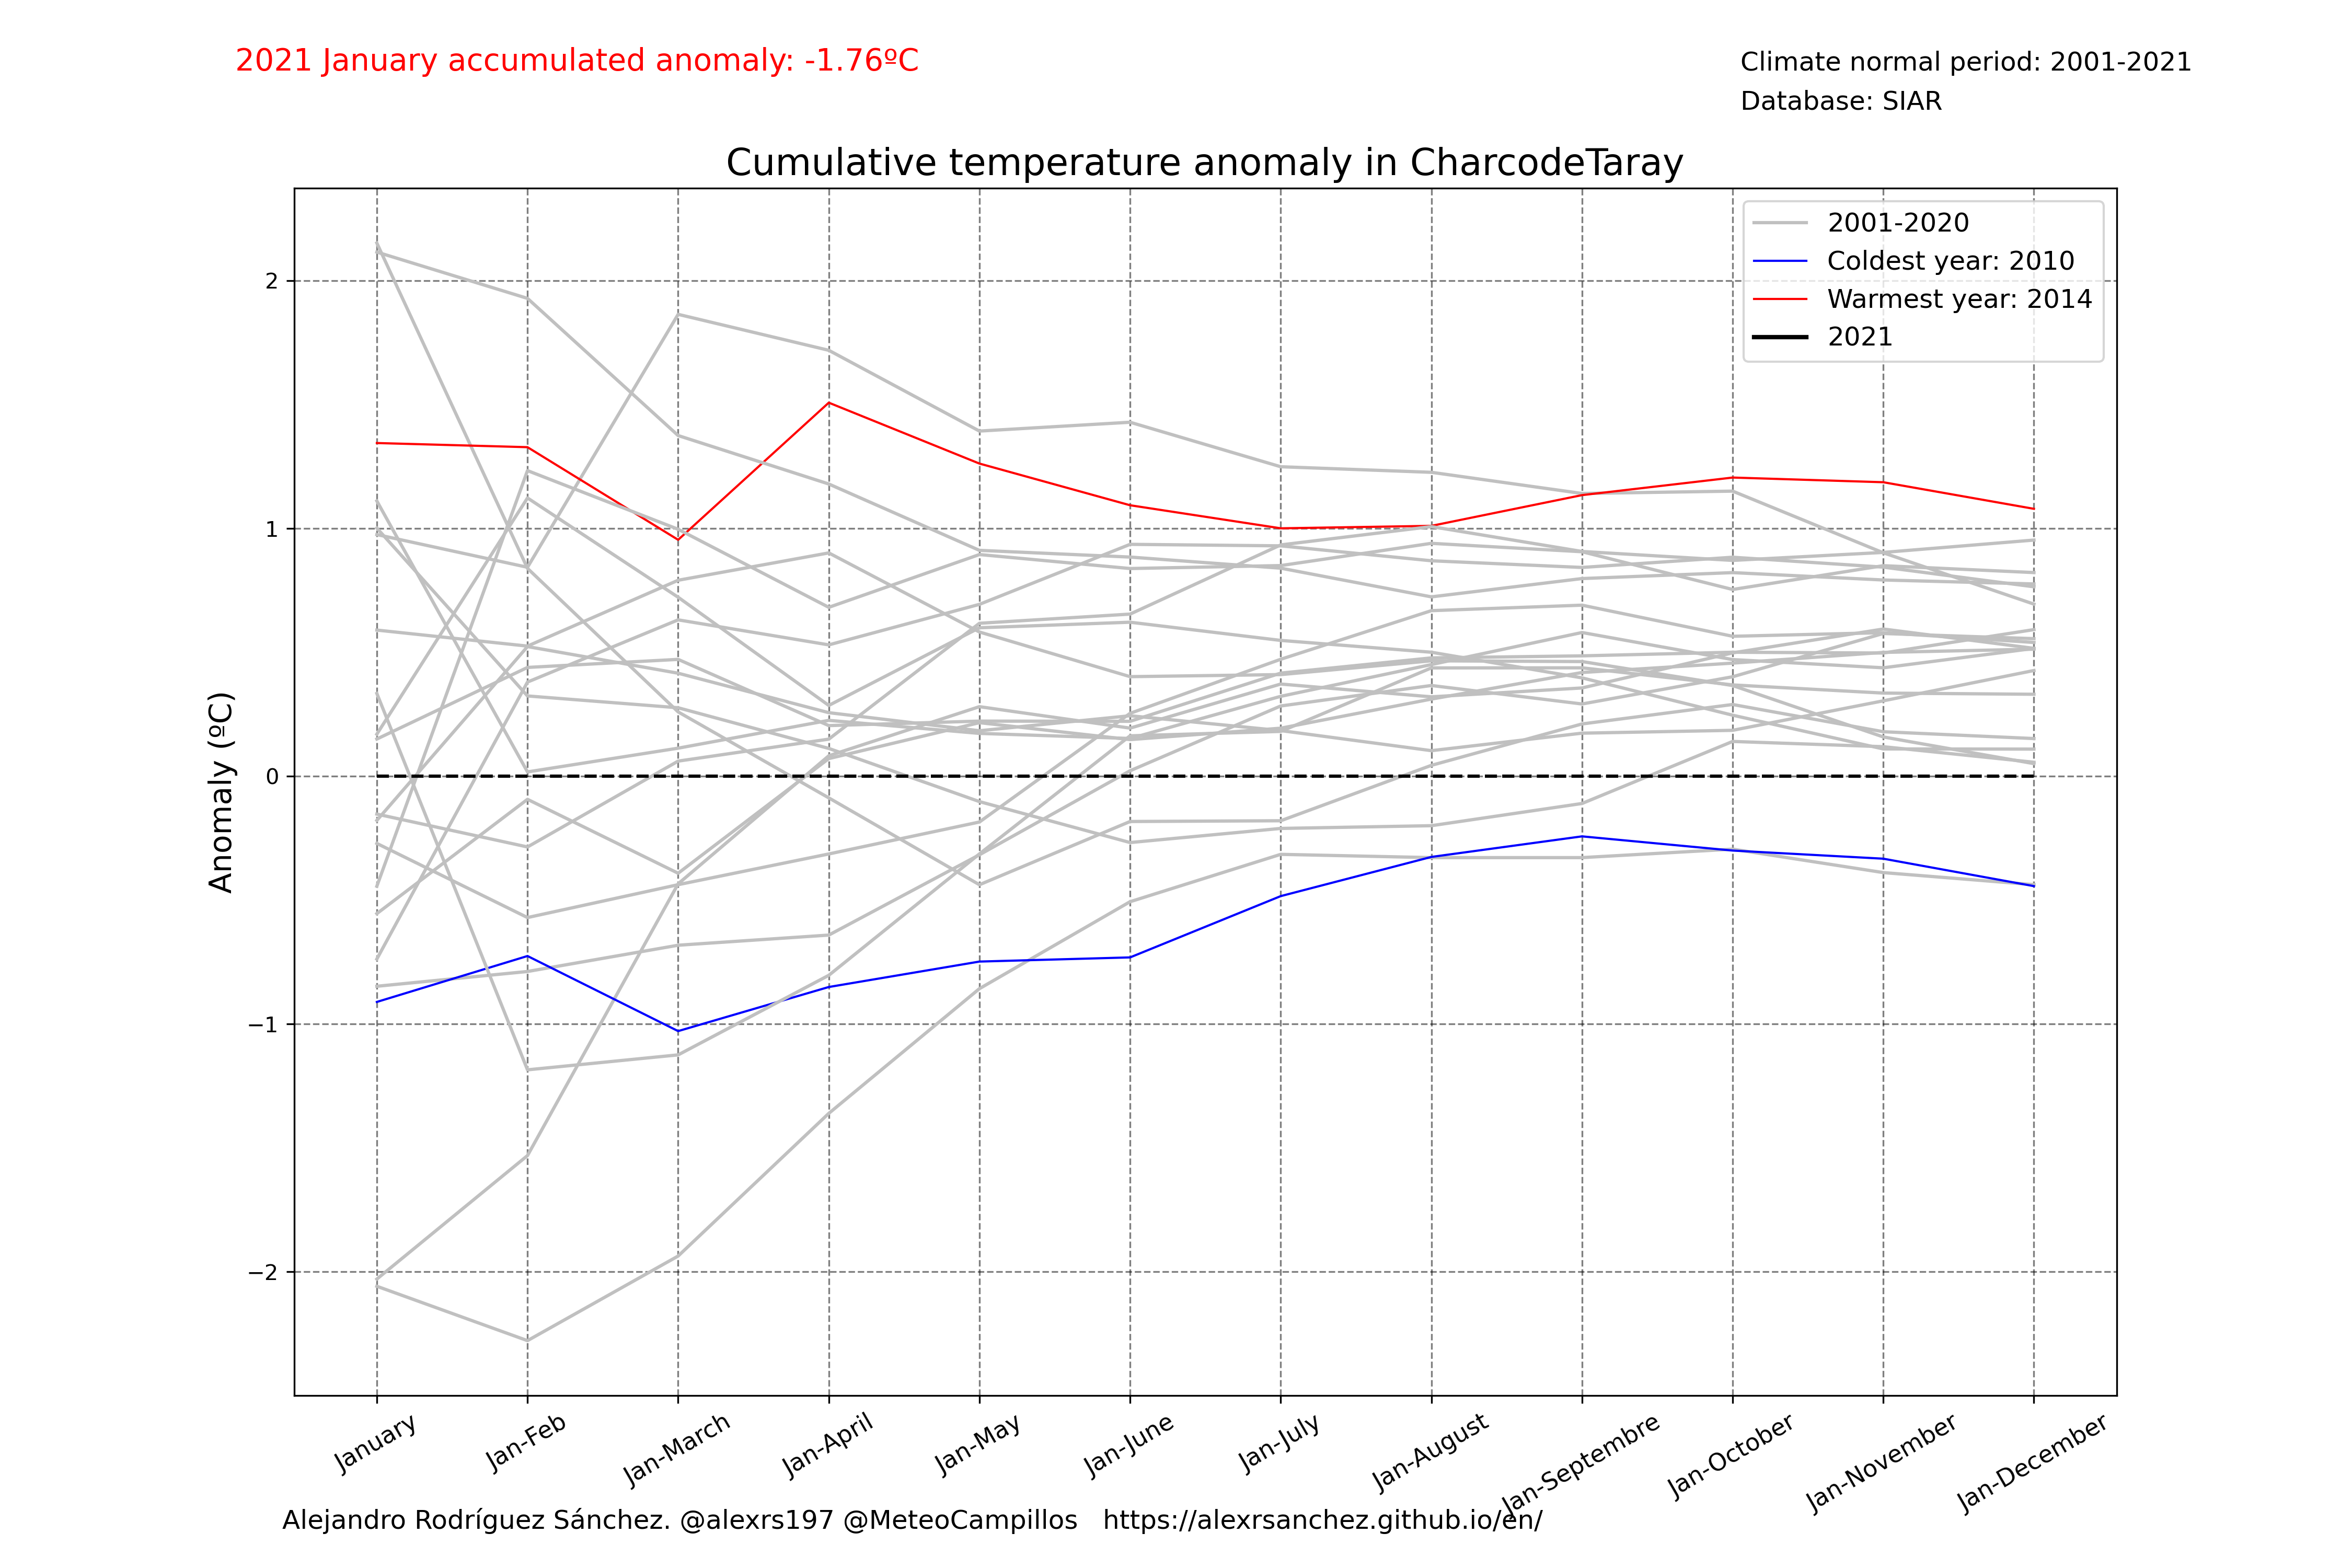 2021 January accumulated anomaly: -1.76ºC
Climate normal period: 2001-2021
Database: SIAR
Cumulative temperature anomaly in CharcodeTaray
2001-2020
Coldest year: 2010
Warmest year: 2014
2021
Anomaly (ºC)
2
1
0
−1
−2
January
Jan-Feb
Jan-March
Jan-April
Jan-May
Jan-June
Jan-July
Jan-August
Jan-Septembre
Jan-October
Jan-November
Jan-December
Alejandro Rodríguez Sánchez. @alexrs197 @MeteoCampillos   https://alexrsanchez.github.io/en/